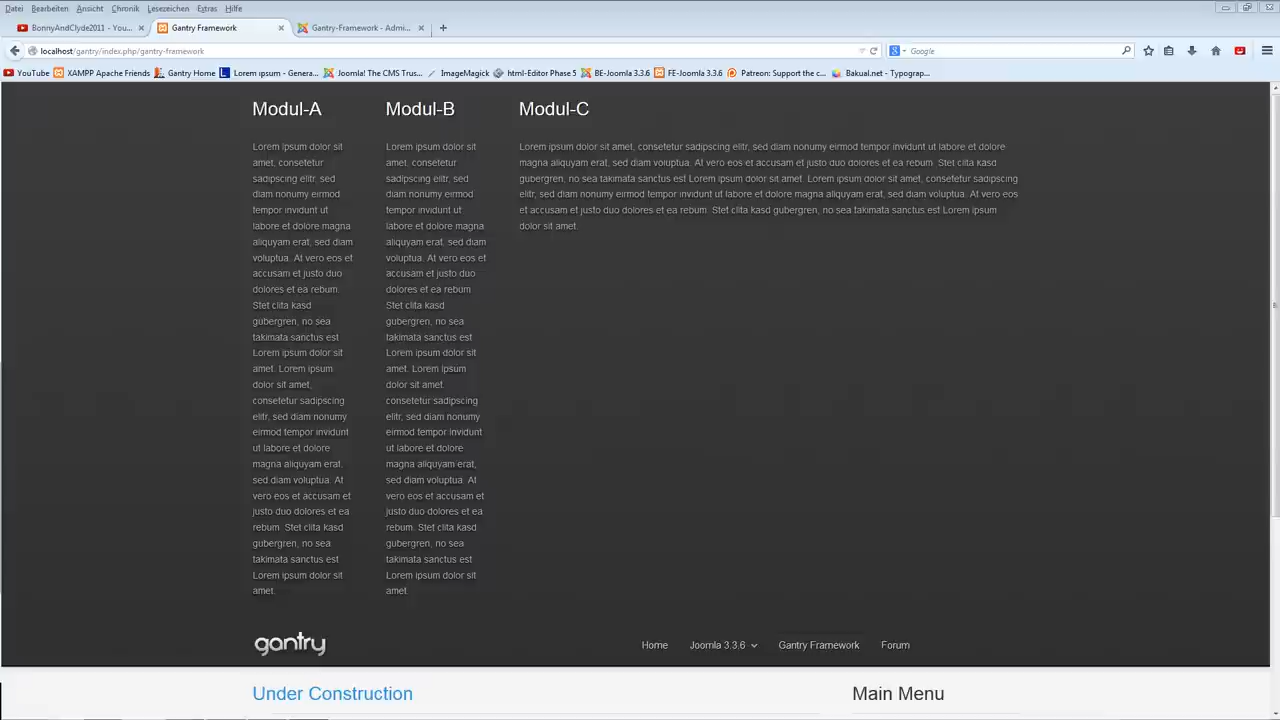 Datei Bearbeiten Ansicht Chronik Lesezeichen Extras Hilfe
BonnyAndClyde2011 - You... Gantry Framework Gantry-Framework - Admi...
localhost/gantry/index.php/gantry-framework Google
YouTube XAMPP Apache Friends Gantry Home Lorem ipsum - Genera... Joomla! The CMS Trus... ImageMagick html-Editor Phase 5 BE-Joomla 3.3.6 FE-Joomla 3.3.6 Patreon: Support the c... Bakual.net - Typograp...
Modul-A
Lorem ipsum dolor sit
amet, consetetur
sadipscing elitr, sed
diam nonumy eirmod
tempor invidunt ut
labore et dolore magna
aliquyam erat, sed diam
voluptua. At vero eos et
accusam et justo duo
dolores et ea rebum.
Stet clita kasd
gubergren, no sea
takimata sanctus est
Lorem ipsum dolor sit
amet. Lorem ipsum
dolor sit amet,
consetetur sadipscing
elitr, sed diam nonumy
eirmod tempor invidunt
ut labore et dolore
magna aliquyam erat,
sed diam voluptua. At
vero eos et accusam et
justo duo dolores et ea
rebum. Stet clita kasd
gubergren, no sea
takimata sanctus est
Lorem ipsum dolor sit
amet.
Modul-B
Lorem ipsum dolor sit
amet, consetetur
sadipscing elitr, sed
diam nonumy eirmod
tempor invidunt ut
labore et dolore magna
aliquyam erat, sed diam
voluptua. At vero eos et
accusam et justo duo
dolores et ea rebum.
Stet clita kasd
gubergren, no sea
takimata sanctus est
Lorem ipsum dolor sit
amet. Lorem ipsum
dolor sit amet,
consetetur sadipscing
elitr, sed diam nonumy
eirmod tempor invidunt
ut labore et dolore
magna aliquyam erat,
sed diam voluptua. At
vero eos et accusam et
justo duo dolores et ea
rebum. Stet clita kasd
gubergren, no sea
takimata sanctus est
Lorem ipsum dolor sit
amet.
Modul-C
Lorem ipsum dolor sit amet, consetetur sadipscing elitr, sed diam nonumy eirmod tempor invidunt ut labore et dolore
magna aliquyam erat, sed diam voluptua. At vero eos et accusam et justo duo dolores et ea rebum. Stet clita kasd
gubergren, no sea takimata sanctus est Lorem ipsum dolor sit amet. Lorem ipsum dolor sit amet, consetetur sadipscing
elitr, sed diam nonumy eirmod tempor invidunt ut labore et dolore magna aliquyam erat, sed diam voluptua. At vero eos
et accusam et justo duo dolores et ea rebum. Stet clita kasd gubergren, no sea takimata sanctus est Lorem ipsum
dolor sit amet.
gantry Home Joomla 3.3.6 Gantry Framework Forum
Under Construction Main Menu